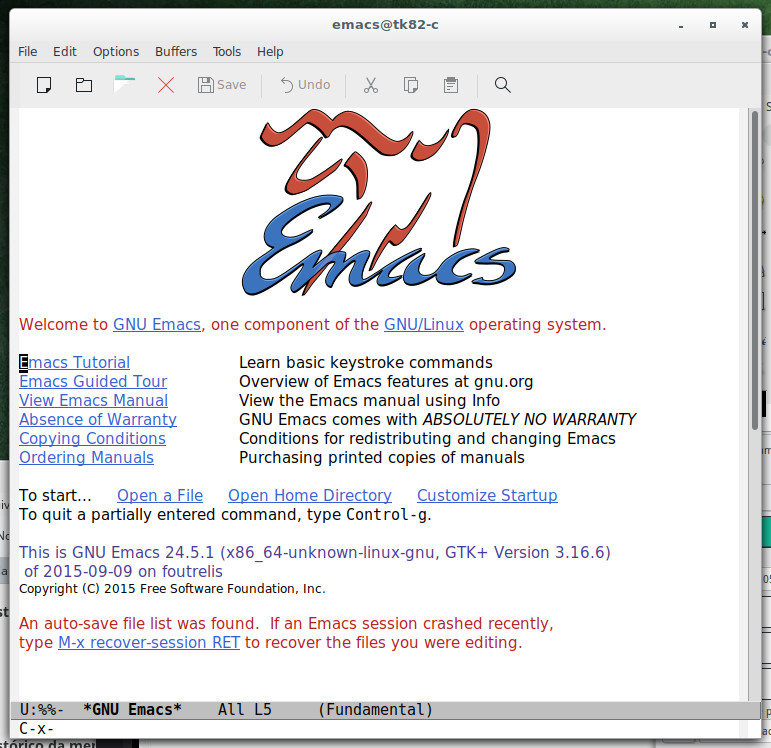 emacs@tk82-c
File Edit Options Buffers Tools Help
Save Undo
Emacs
Welcome to GNU Emacs, one component of the GNU/Linux operating system.
Emacs Tutorial Learn basic keystroke commands
Emacs Guided Tour Overview of Emacs features at gnu.org
View Emacs Manual View the Emacs manual using Info
Absence of Warranty GNU Emacs comes with ABSOLUTELY NO WARRANTY
Copying Conditions Conditions for redistributing and changing Emacs
Ordering Manuals Purchasing printed copies of manuals
To start... Open a File Open Home Directory Customize Startup
To quit a partially entered command, type Control-g.
This is GNU Emacs 24.5.1 (x86_64-unknown-linux-gnu, GTK+ Version 3.16.6)
of 2015-09-09 on foutrelis
Copyright (C) 2015 Free Software Foundation, Inc.
An auto-save file list was found. If an Emacs session crashed recently,
type M-x recover-session RET to recover the files you were editing.
U:%%- *GNU Emacs* All L5 (Fundamental)
C-x-